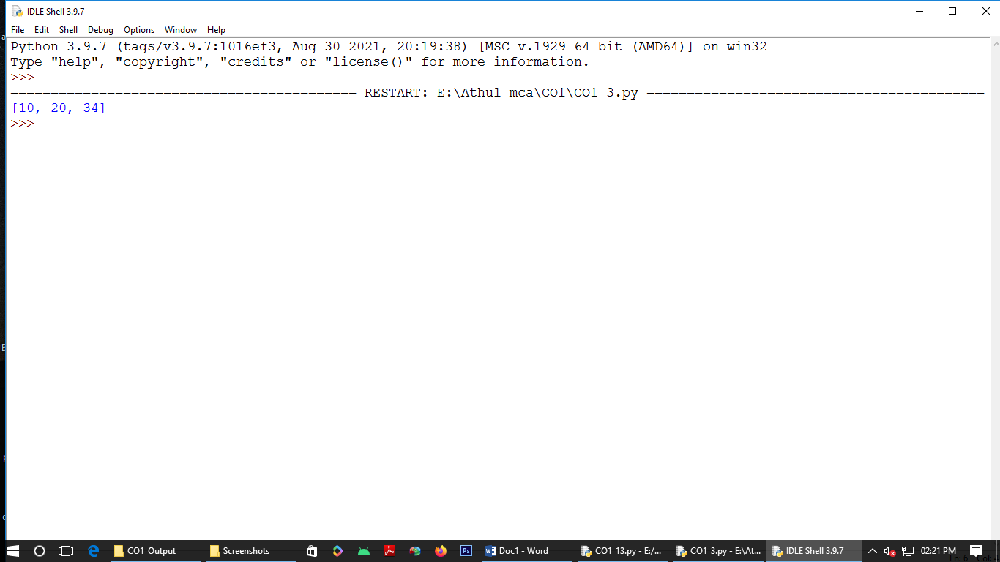 IDLE Shell 3.9.7
File Edit Shell Debug Options Window Help
Python 3.9.7 (tags/v3.9.7:1016ef3, Aug 30 2021, 20:19:38) [MSC v.1929 64 bit (AMD64)] on win32
Type "help", "copyright", "credits" or "license()" for more information.
>>>
=========================================== RESTART: E:\Athul mca\CO1\CO1_3.py ==========================================
[10, 20, 34]
>>>
CO1_Output Screenshots Ps Doc1 - Word CO1_13.py - E:/... CO1_3.py - E:\At... IDLE Shell 3.9.7 02:21 PM